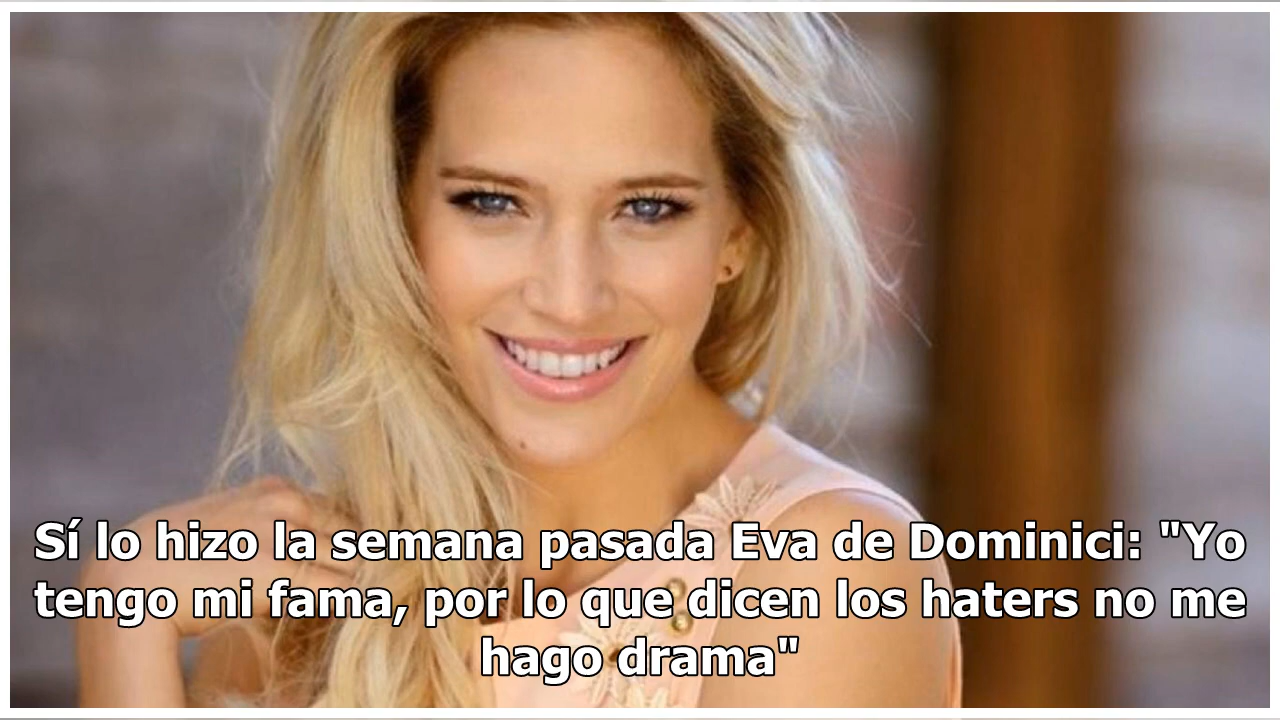 Sí lo hizo la semana pasada Eva de Dominici: "Yo
tengo mi fama, por lo que dicen los haters no me
hago drama"